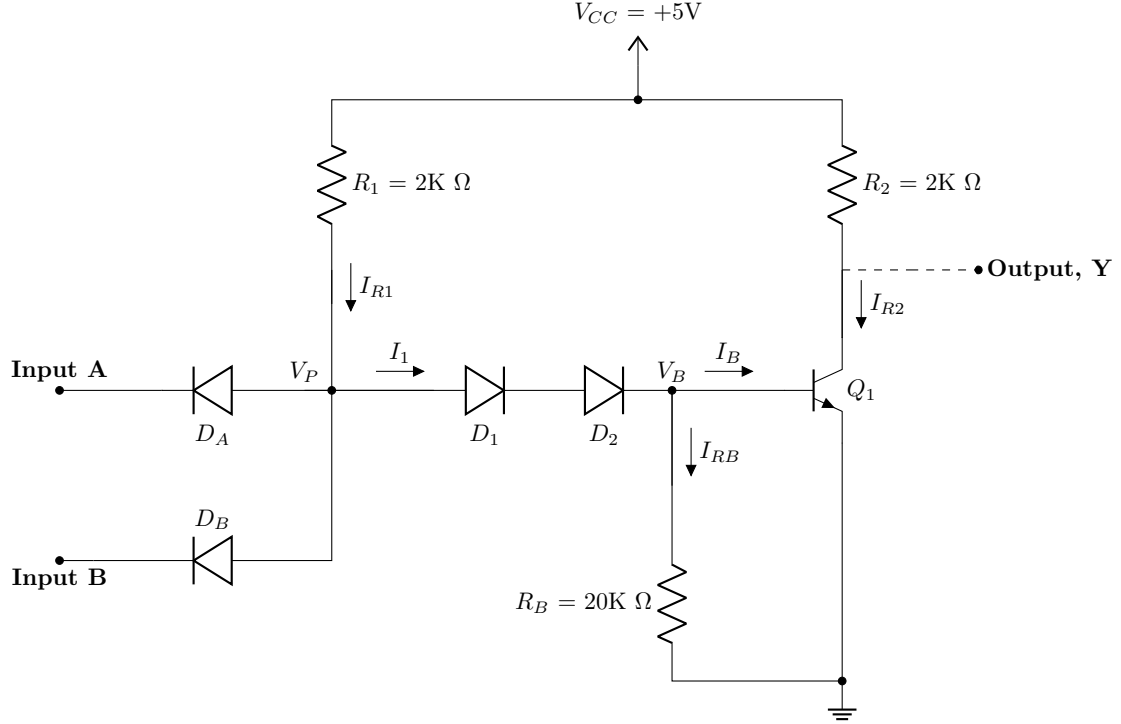 V_{CC} = +5V
R_1 = 2K Ω
R_2 = 2K Ω
Output, Y
I_{R1}
I_{R2}
Input A
V_P
I_1
V_B
I_B
Q_1
D_A
D_1
D_2
I_{RB}
D_B
Input B
R_B = 20K Ω